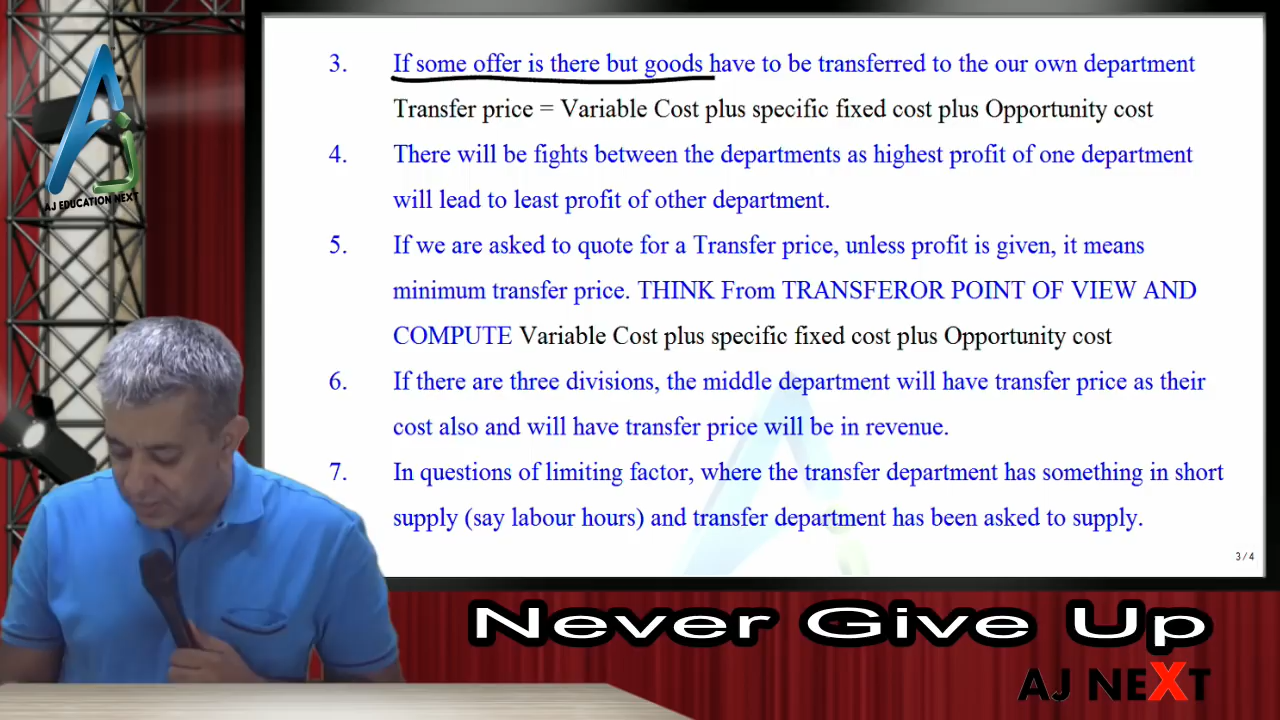 3. If some offer is there but goods have to be transferred to the our own department
Transfer price = Variable Cost plus specific fixed cost plus Opportunity cost
4. There will be fights between the departments as highest profit of one department
will lead to least profit of other department.
5. If we are asked to quote for a Transfer price, unless profit is given, it means
minimum transfer price. THINK From TRANSFEROR POINT OF VIEW AND
COMPUTE Variable Cost plus specific fixed cost plus Opportunity cost
6. If there are three divisions, the middle department will have transfer price as their
cost also and will have transfer price will be in revenue.
7. In questions of limiting factor, where the transfer department has something in short
supply (say labour hours) and transfer department has been asked to supply.
3/4
AJ
AJ EDUCATION NEXT
Never Give Up
AJ NEXT